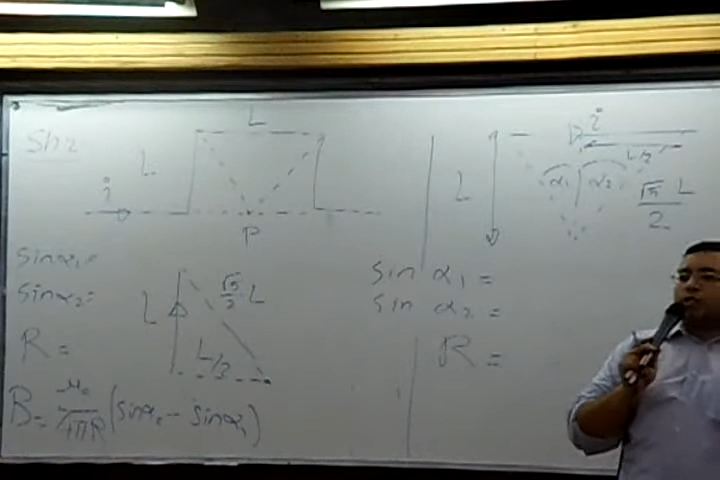 Sh2
L
L
i
P
sinα₁=
sinα₂=
R=
L
√5/2 L
L/2
B= μ₀/4πR (sinα₂ - sinα₁)
i
L/2
α₁ α₂
L
√5/2 L
sin α₁ =
sin α₂ =
R =